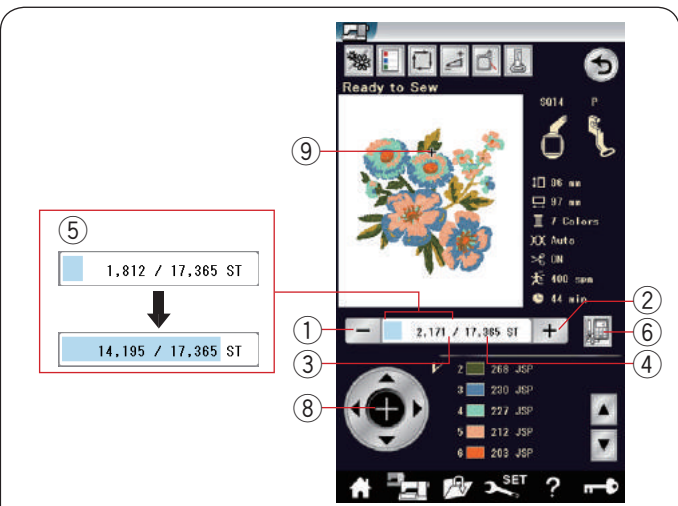 Ready to Sew
SQ14 P
⑨
86 mm
97 mm
7 Colors
Auto
ON
400 spm
44 min
⑤
1,812 / 17,365 ST
14,195 / 17,365 ST
① − 2,171 / 17,365 ST + ②
⑥
③
④
⑧
2 268 JSP
3 230 JSP
4 227 JSP
5 212 JSP
6 203 JSP
SET
?